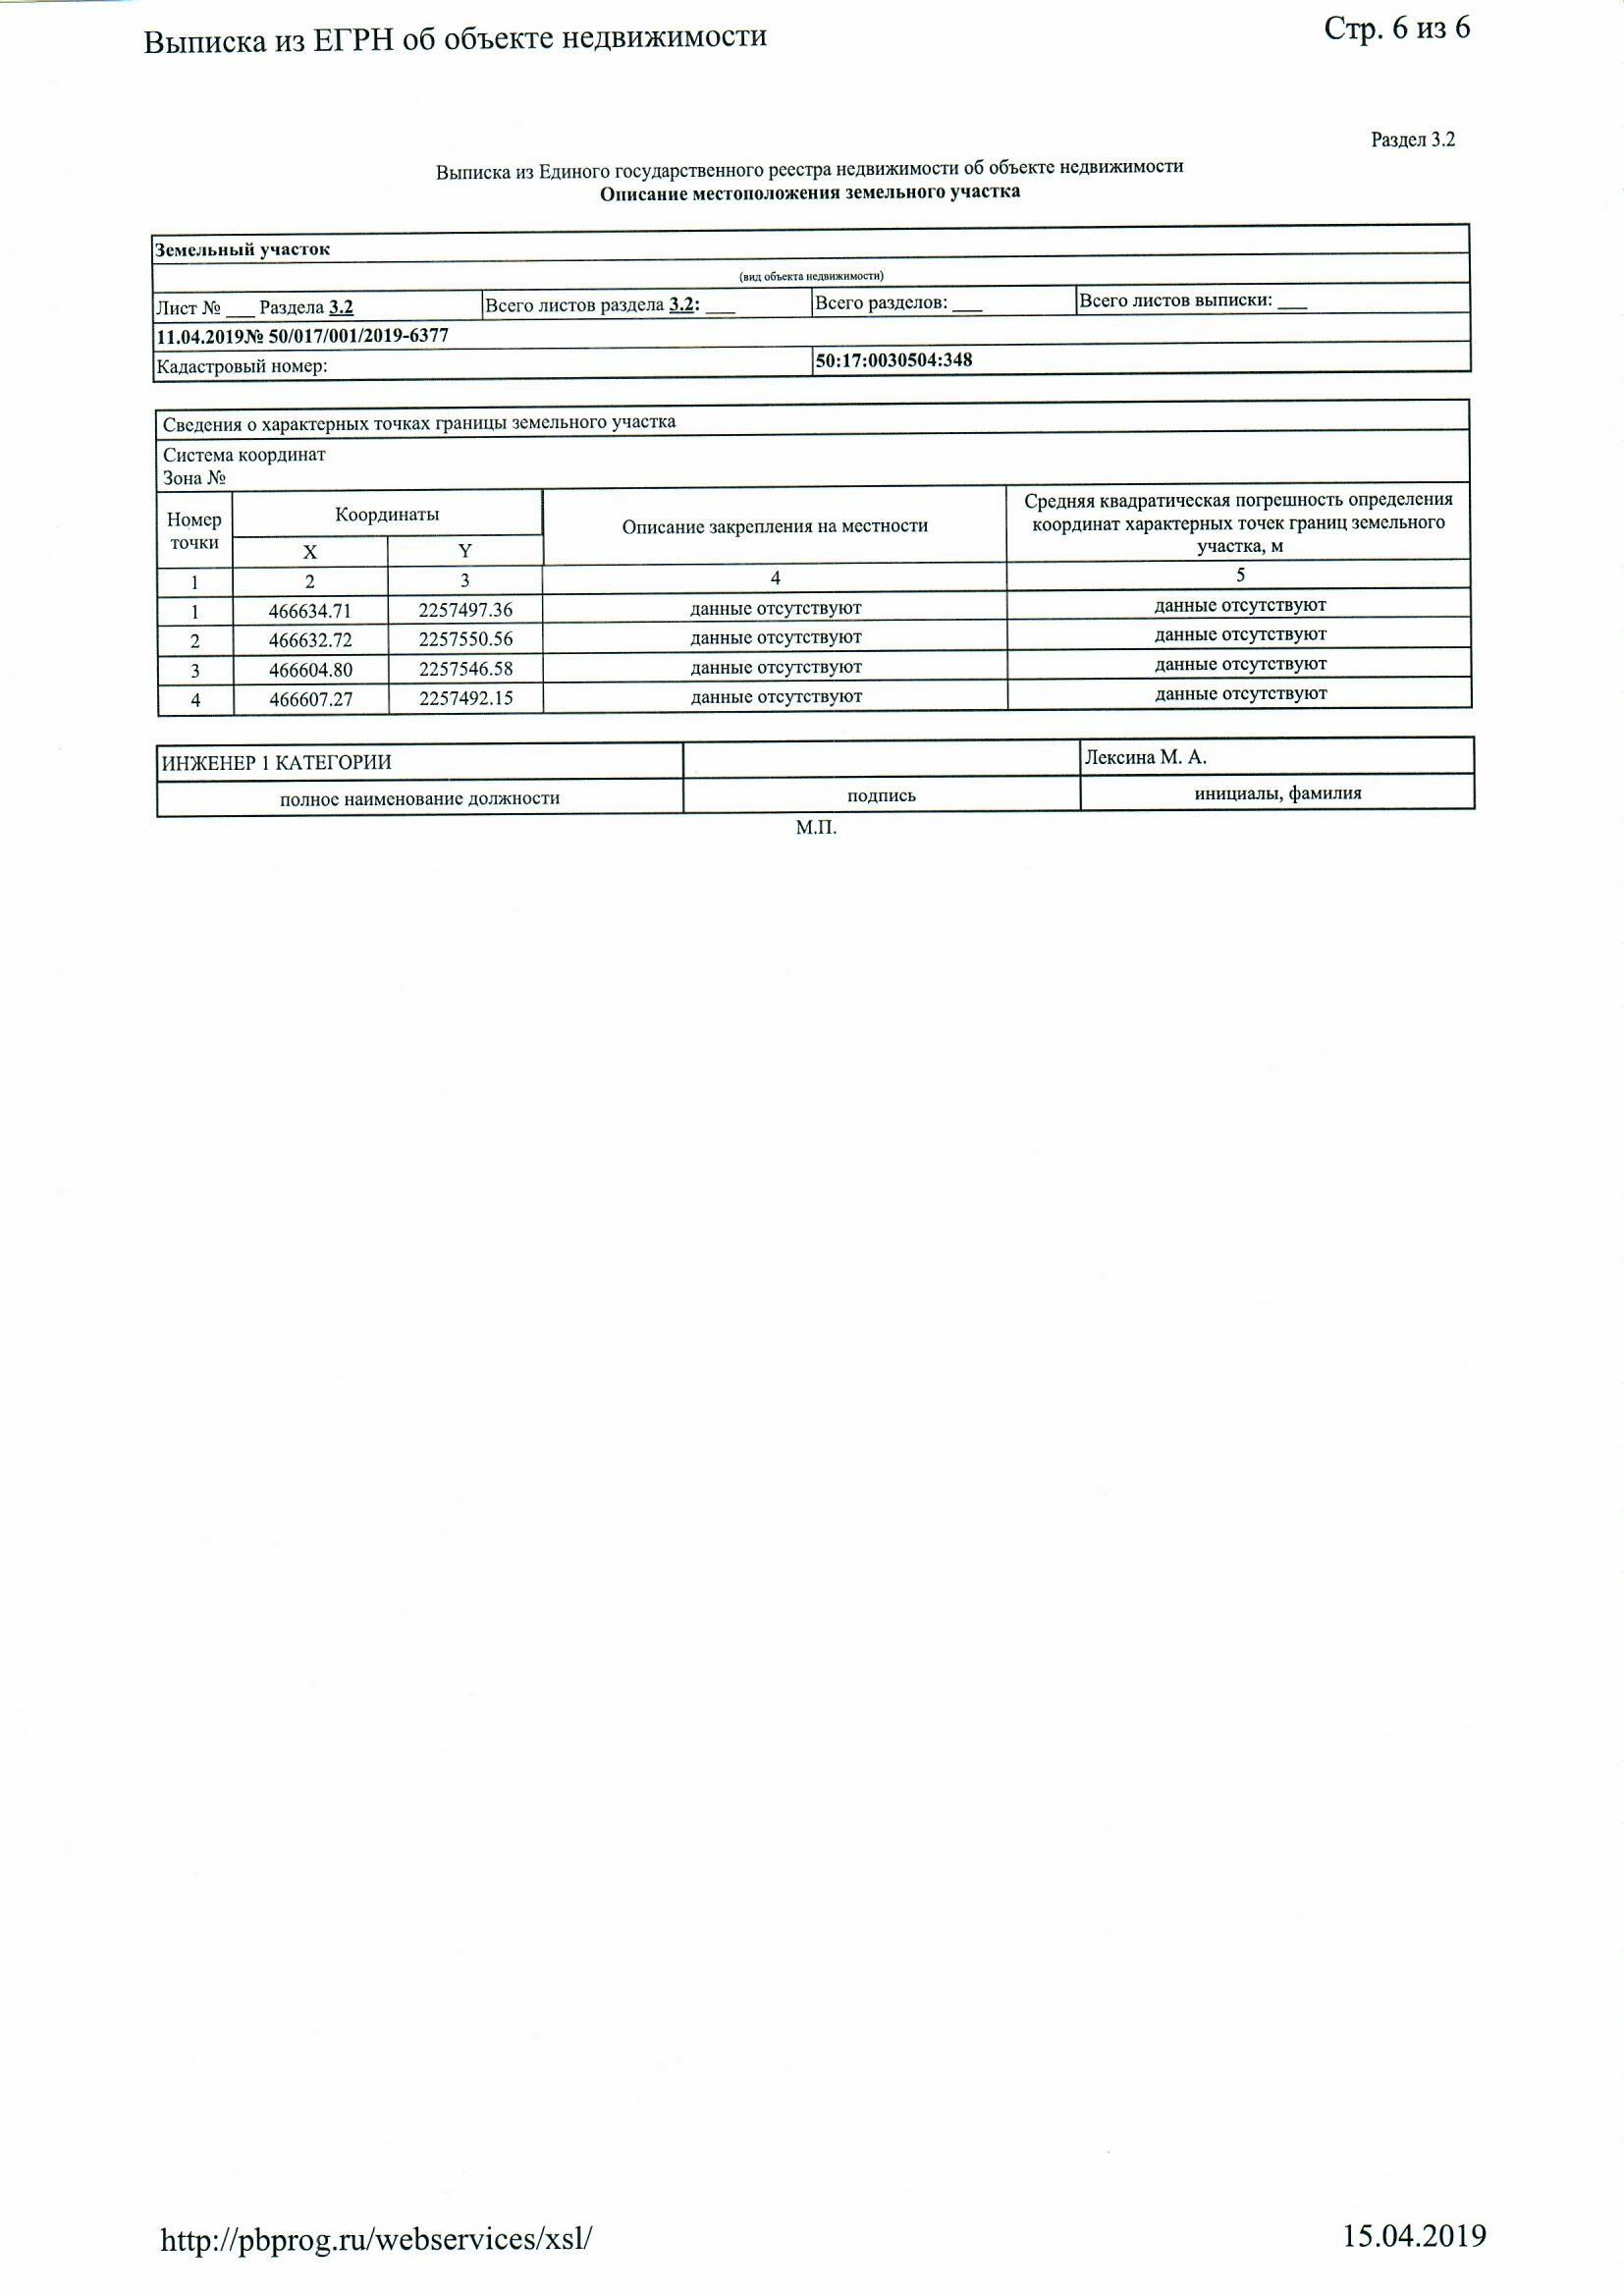 Выписка из ЕГРН об объекте недвижимости
Стр. 6 из 6
Раздел 3.2
Выписка из Единого государственного реестра недвижимости об объекте недвижимости
Описание местоположения земельного участка
Земельный участок
(вид объекта недвижимости)
Лист № ___ Раздела 3.2 Всего листов раздела 3.2: ___ Всего разделов: ___ Всего листов выписки: ___
11.04.2019№ 50/017/001/2019-6377
Кадастровый номер: 50:17:0030504:348
Сведения о характерных точках границы земельного участка
Система координат
Зона №
Номер точки
Координаты
X Y
Описание закрепления на местности
Средняя квадратическая погрешность определения
координат характерных точек границ земельного
участка, м
1 2 3 4 5
1 466634.71 2257497.36 данные отсутствуют данные отсутствуют
2 466632.72 2257550.56 данные отсутствуют данные отсутствуют
3 466604.80 2257546.58 данные отсутствуют данные отсутствуют
4 466607.27 2257492.15 данные отсутствуют данные отсутствуют
ИНЖЕНЕР 1 КАТЕГОРИИ Лексина М. А.
полное наименование должности подпись инициалы, фамилия
М.П.
http://pbprog.ru/webservices/xsl/
15.04.2019